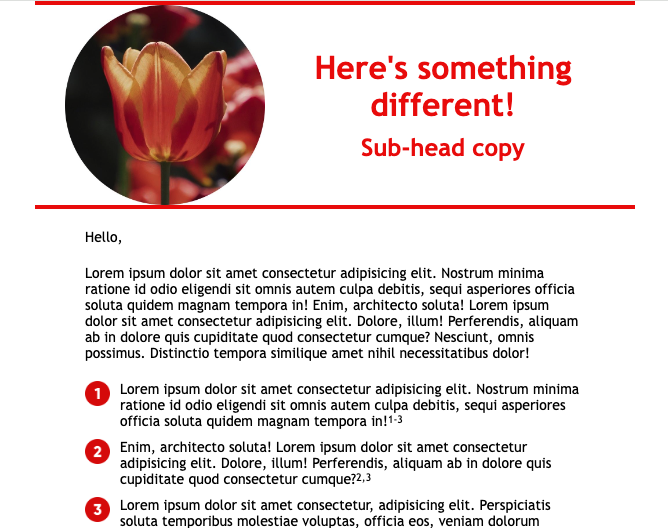 Here's something
different!
Sub-head copy
Hello,
Lorem ipsum dolor sit amet consectetur adipisicing elit. Nostrum minima
ratione id odio eligendi sit omnis autem culpa debitis, sequi asperiores officia
soluta quidem magnam tempora in! Enim, architecto soluta! Lorem ipsum
dolor sit amet consectetur adipisicing elit. Dolore, illum! Perferendis, aliquam
ab in dolore quis cupiditate quod consectetur cumque? Nesciunt, omnis
possimus. Distinctio tempora similique amet nihil necessitatibus dolor!
1 Lorem ipsum dolor sit amet consectetur adipisicing elit. Nostrum minima
ratione id odio eligendi sit omnis autem culpa debitis, sequi asperiores
officia soluta quidem magnam tempora in!1-3
2 Enim, architecto soluta! Lorem ipsum dolor sit amet consectetur
adipisicing elit. Dolore, illum! Perferendis, aliquam ab in dolore quis
cupiditate quod consectetur cumque?2,3
3 Lorem ipsum dolor sit amet consectetur, adipisicing elit. Perspiciatis
soluta temporibus molestiae voluptas, officia eos, veniam dolorum